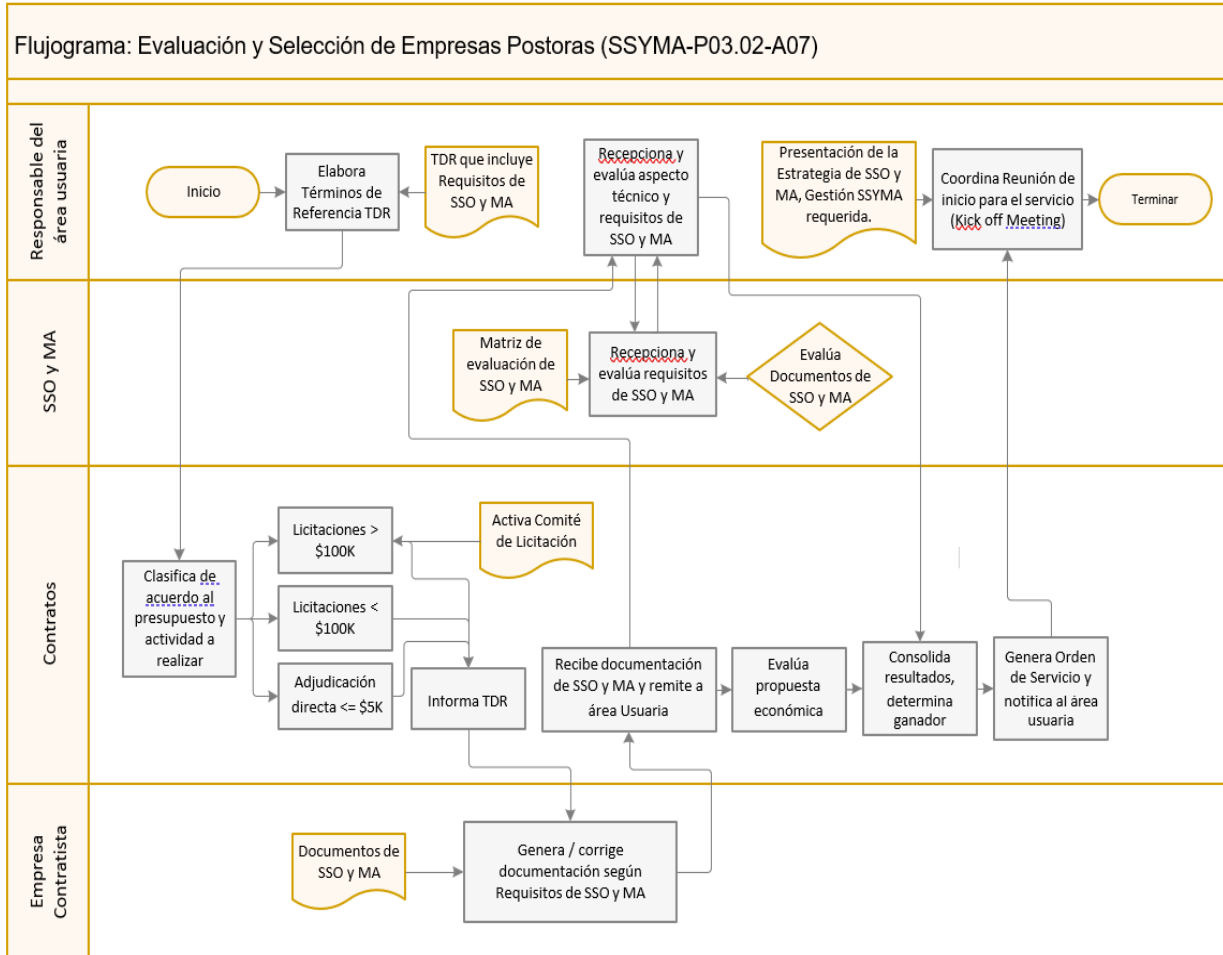 Flujograma: Evaluación y Selección de Empresas Postoras (SSYMA-P03.02-A07)
Responsable del
área usuaria
Inicio
Elabora
Términos de
Referencia TDR
TDR que incluye
Requisitos de
SSO y MA
Recepciona y
evalúa aspecto
técnico y
requisitos de
SSO y MA
Presentación de la
Estrategia de SSO y
MA, Gestión SSYMA
requerida.
Coordina Reunión de
inicio para el servicio
(Kick off Meeting)
Terminar
SSO y MA
Matriz de
evaluación de
SSO y MA
Recepciona y
evalúa requisitos
de SSO y MA
Evalúa
Documentos de
SSO y MA
Contratos
Clasifica de
acuerdo al
presupuesto y
actividad a
realizar
Licitaciones >
$100K
Licitaciones <
$100K
Adjudicación
directa <= $5K
Activa Comité
de Licitación
Informa TDR
Recibe documentación
de SSO y MA y remite a
área Usuaria
Evalúa
propuesta
económica
Consolida
resultados,
determina
ganador
Genera Orden
de Servicio y
notifica al área
usuaria
Empresa
Contratista
Documentos de
SSO y MA
Genera / corrige
documentación según
Requisitos de SSO y MA